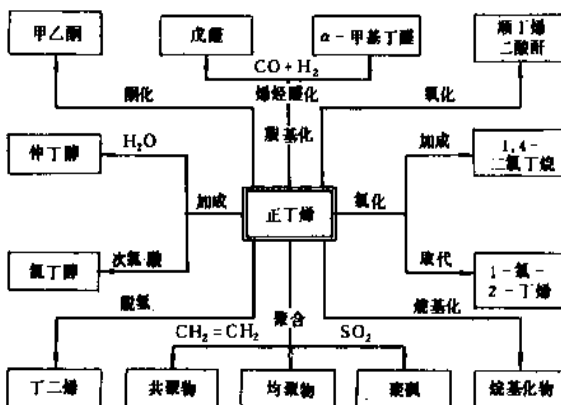 甲乙酮
戊醛
α-甲基丁醛
顺丁烯
二酸酐
CO+H₂
酮化
烯烃醛化
氧化
羰基化
仲丁醇
H₂O
加成
1,4-
二氯丁烷
加成
正丁烯
氯化
氯丁醇
次氯酸
取代
1-氯-
2-丁烯
脱氢
CH₂=CH₂
聚合
SO₂
烷基化
丁二烯
共聚物
均聚物
聚砜
烷基化物